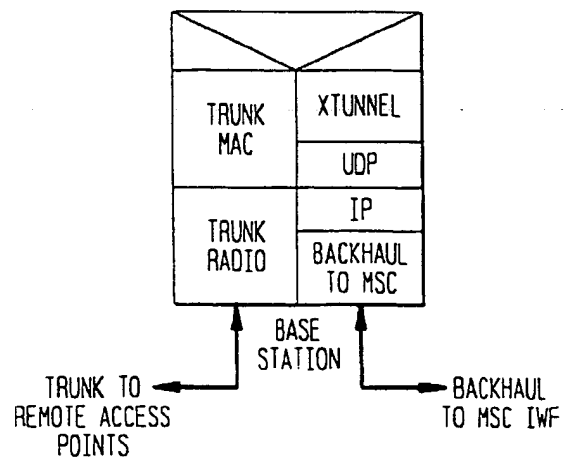 TRUNK
MAC
XTUNNEL
UDP
TRUNK
RADIO
IP
BACKHAUL
TO MSC
BASE
STATION
TRUNK TO
REMOTE ACCESS
POINTS
BACKHAUL
TO MSC IWF